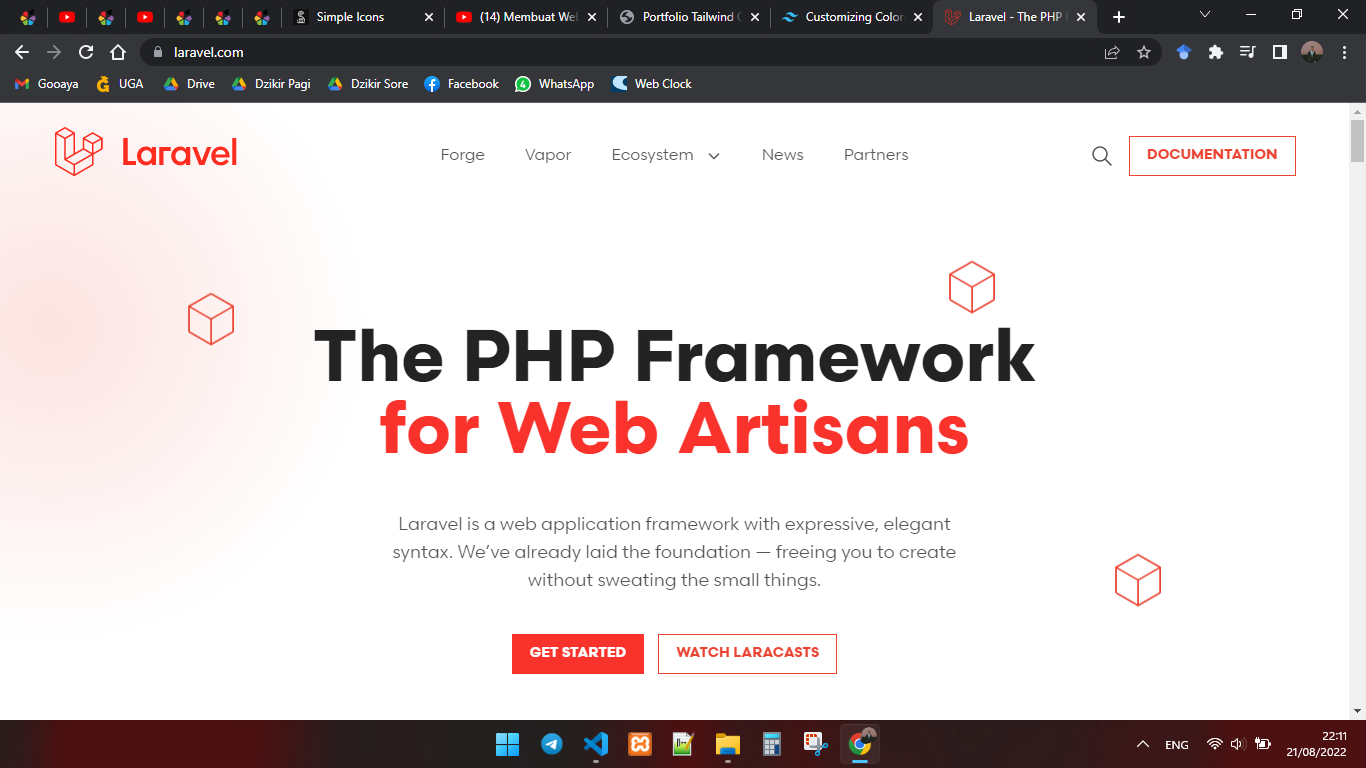 Simple Icons
(14) Membuat We
Portfolio Tailwind
Customizing Color
Laravel - The PHP
laravel.com
Gooaya
UGA
Drive
Dzikir Pagi
Dzikir Sore
Facebook
4
WhatsApp
Web Clock
Laravel
Forge
Vapor
Ecosystem
News
Partners
DOCUMENTATION
The PHP Framework
for Web Artisans
Laravel is a web application framework with expressive, elegant
syntax. We’ve already laid the foundation — freeing you to create
without sweating the small things.
GET STARTED
WATCH LARACASTS
ENG
22:11
21/08/2022